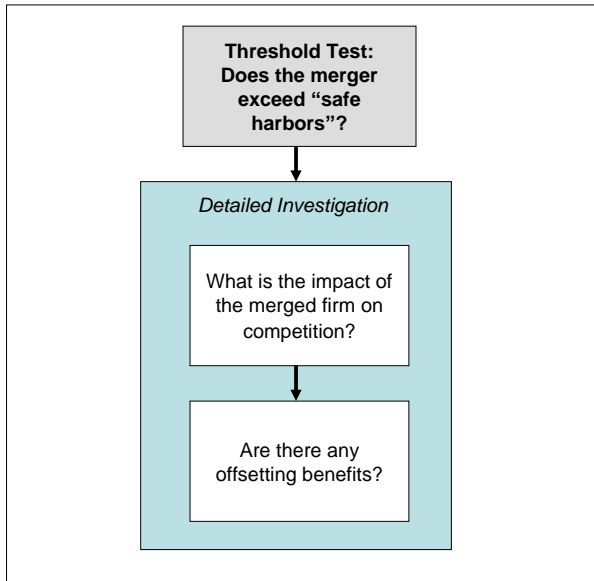 Threshold Test:
Does the merger
exceed “safe
harbors”?
Detailed Investigation
What is the impact of
the merged firm on
competition?
Are there any
offsetting benefits?